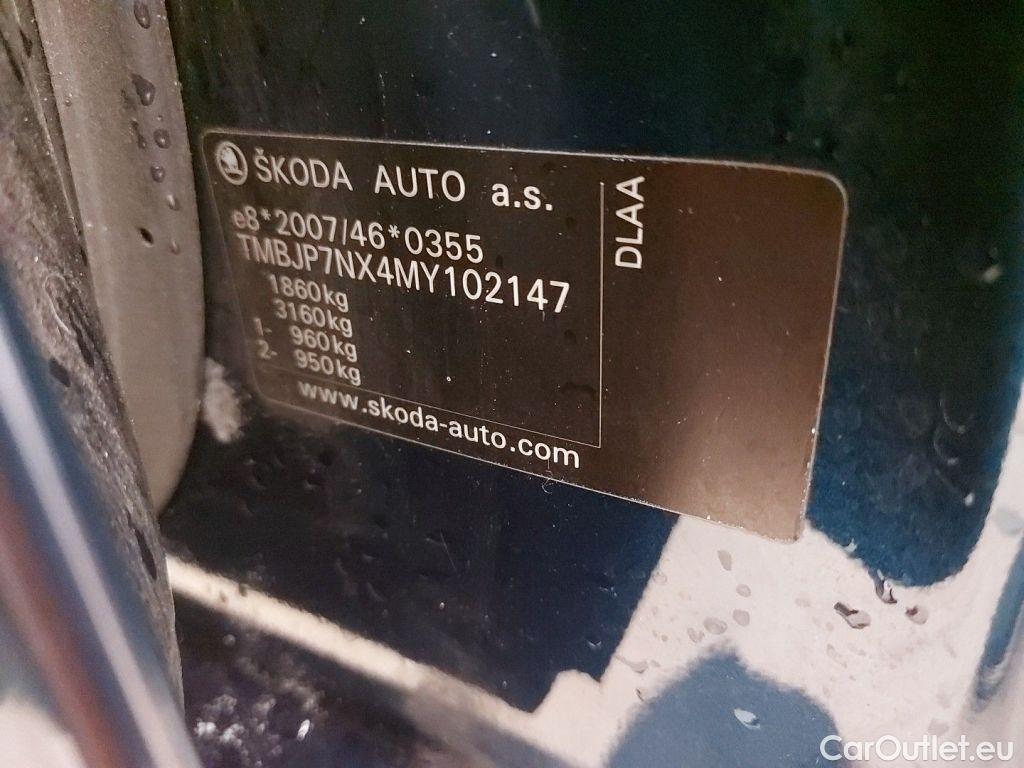 ŠKODA AUTO a.s.
e8*2007/46*0355
TMBJP7NX4MY102147
1860kg
3160kg
1- 960kg
2- 950kg
www.skoda-auto.com
DLAA
CarOutlet.eu